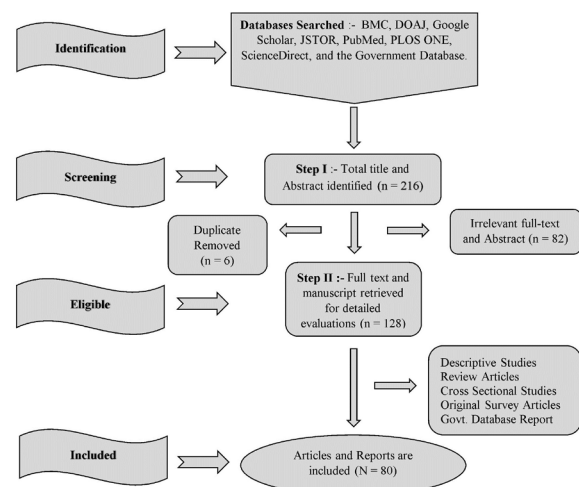 Identification
Databases Searched :- BMC, DOAJ, Google
Scholar, JSTOR, PubMed, PLOS ONE,
ScienceDirect, and the Government Database.
Screening
Step I :- Total title and
Abstract identified (n = 216)
Duplicate
Removed
(n = 6)
Irrelevant full-text
and Abstract (n = 82)
Eligible
Step II :- Full text and
manuscript retrieved
for detailed
evaluations (n = 128)
Descriptive Studies
Review Articles
Cross Sectional Studies
Original Survey Articles
Govt. Database Report
Included
Articles and Reports are
included (N = 80)